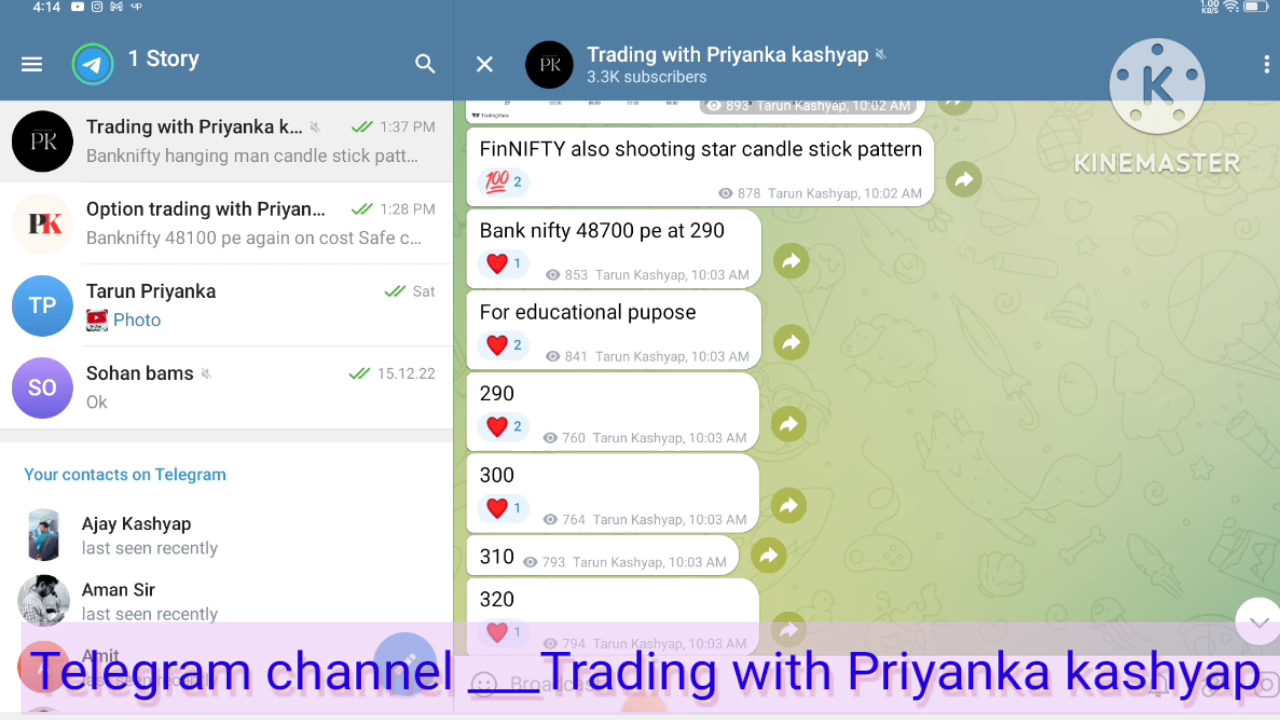 4:14
1.00
KB/S
1 Story
Trading with Priyanka kashyap
3.3K subscribers
KINEMASTER
K
PK
Trading with Priyanka k...
1:37 PM
Banknifty hanging man candle stick patt...
Option trading with Priyan...
1:28 PM
Banknifty 48100 pe again on cost Safe c...
TP
Tarun Priyanka
Sat
Photo
SO
Sohan bams
15.12.22
Ok
Your contacts on Telegram
Ajay Kashyap
last seen recently
Aman Sir
last seen recently
Amit
TradingView
893 Tarun Kashyap, 10:02 AM
FinNIFTY also shooting star candle stick pattern
💯 2
878 Tarun Kashyap, 10:02 AM
Bank nifty 48700 pe at 290
1
853 Tarun Kashyap, 10:03 AM
For educational pupose
2
841 Tarun Kashyap, 10:03 AM
290
2
760 Tarun Kashyap, 10:03 AM
300
1
764 Tarun Kashyap, 10:03 AM
310
793 Tarun Kashyap, 10:03 AM
320
1
794 Tarun Kashyap, 10:03 AM
Telegram channel ___Trading with Priyanka kashyap